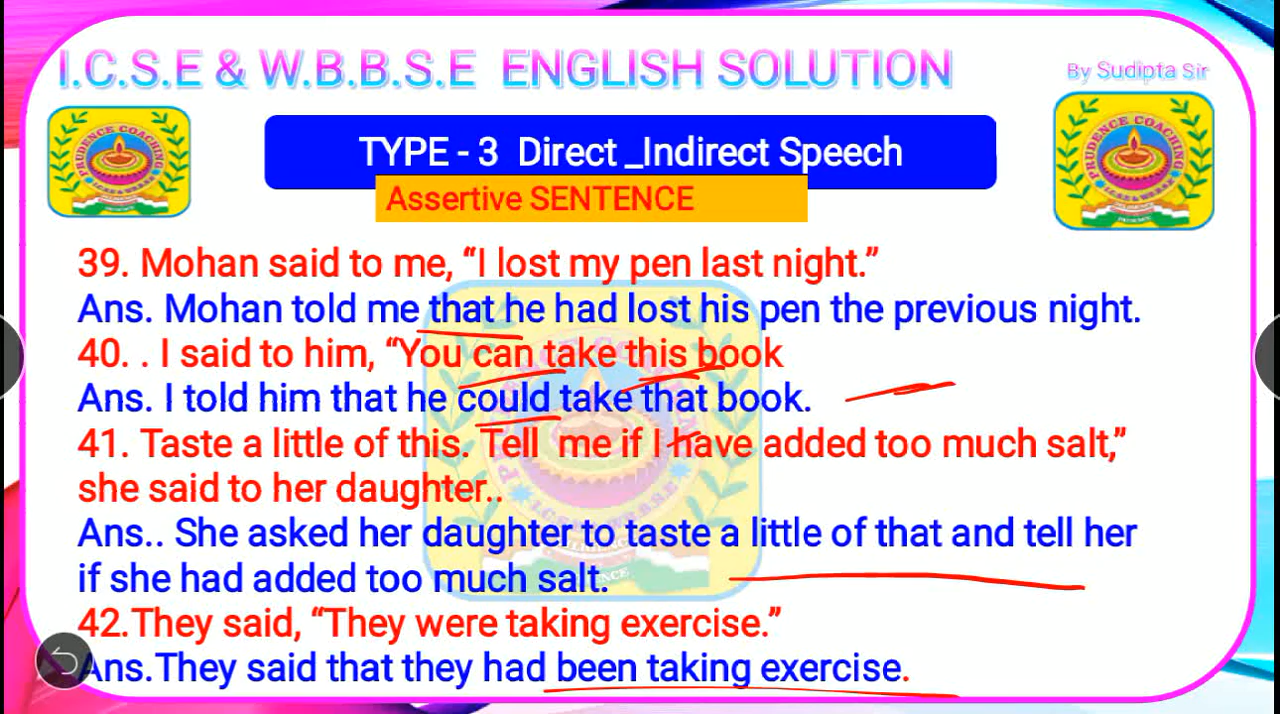 I.C.S.E & W.B.B.S.E ENGLISH SOLUTION
By Sudipta Sir
TYPE - 3 Direct _Indirect Speech
Assertive SENTENCE
PRUDENCE COACHING
PRUDENCE COACHING
39. Mohan said to me, “I lost my pen last night.”
Ans. Mohan told me that he had lost his pen the previous night.
40. . I said to him, “You can take this book
Ans. I told him that he could take that book.
41. Taste a little of this. Tell me if I have added too much salt,”
she said to her daughter..
Ans.. She asked her daughter to taste a little of that and tell her
if she had added too much salt.
42.They said, “They were taking exercise.”
Ans.They said that they had been taking exercise.